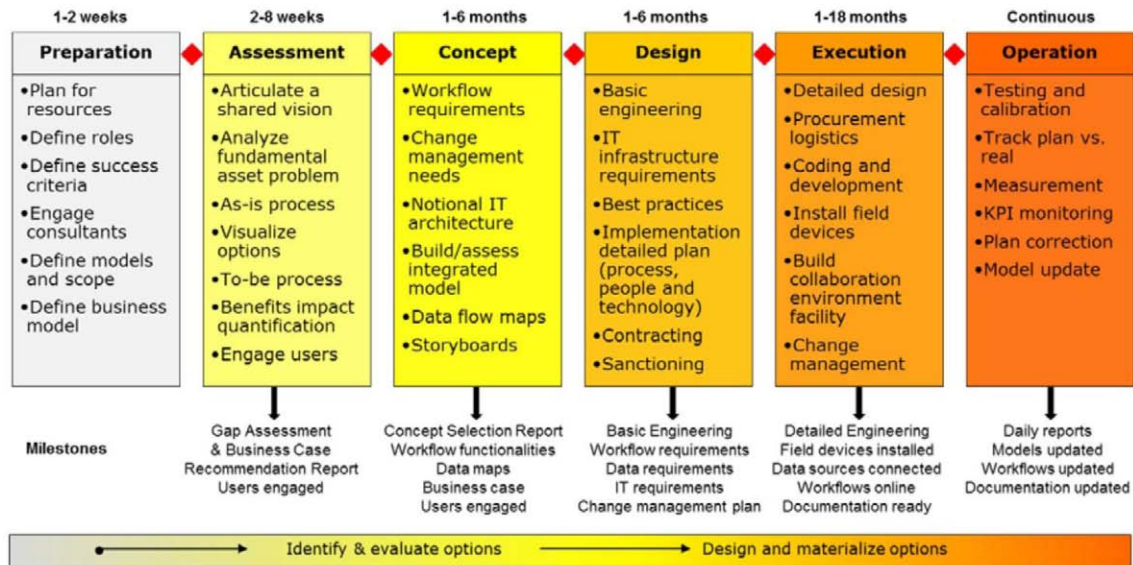 1-2 weeks
2-8 weeks
1-6 months
1-6 months
1-18 months
Continuous
Preparation
Assessment
Concept
Design
Execution
Operation
•Plan for
resources
•Define roles
•Define success
criteria
•Engage
consultants
•Define models
and scope
•Define business
model
•Articulate a
shared vision
•Analyze
fundamental
asset problem
•As-is process
•Visualize
options
•To-be process
•Benefits impact
quantification
•Engage users
•Workflow
requirements
•Change
management
needs
•Notional IT
architecture
•Build/assess
integrated
model
•Data flow maps
•Storyboards
•Basic
engineering
•IT
infrastructure
requirements
•Best practices
•Implementation
detailed plan
(process,
people and
technology)
•Contracting
•Sanctioning
•Detailed design
•Procurement
logistics
•Coding and
development
•Install field
devices
•Build
collaboration
environment
facility
•Change
management
•Testing and
calibration
•Track plan vs.
real
•Measurement
•KPI monitoring
•Plan correction
•Model update
Milestones
Gap Assessment
& Business Case
Recommendation Report
Users engaged
Concept Selection Report
Workflow functionalities
Data maps
Business case
Users engaged
Basic Engineering
Workflow requirements
Data requirements
IT requirements
Change management plan
Detailed Engineering
Field devices installed
Data sources connected
Workflows online
Documentation ready
Daily reports
Models updated
Workflows updated
Documentation updated
Identify & evaluate options
Design and materialize options